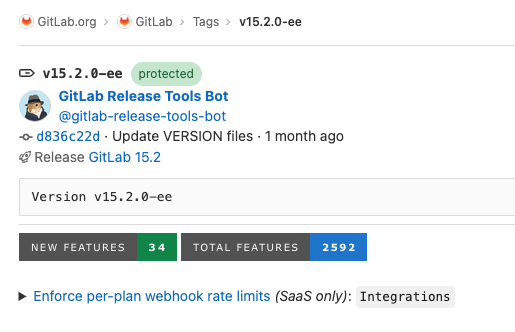 GitLab.org > GitLab > Tags > v15.2.0-ee
v15.2.0-ee protected
GitLab Release Tools Bot
@gitlab-release-tools-bot
d836c22d · Update VERSION files · 1 month ago
Release GitLab 15.2
Version v15.2.0-ee
NEW FEATURES 34 TOTAL FEATURES 2592
Enforce per-plan webhook rate limits (SaaS only): Integrations